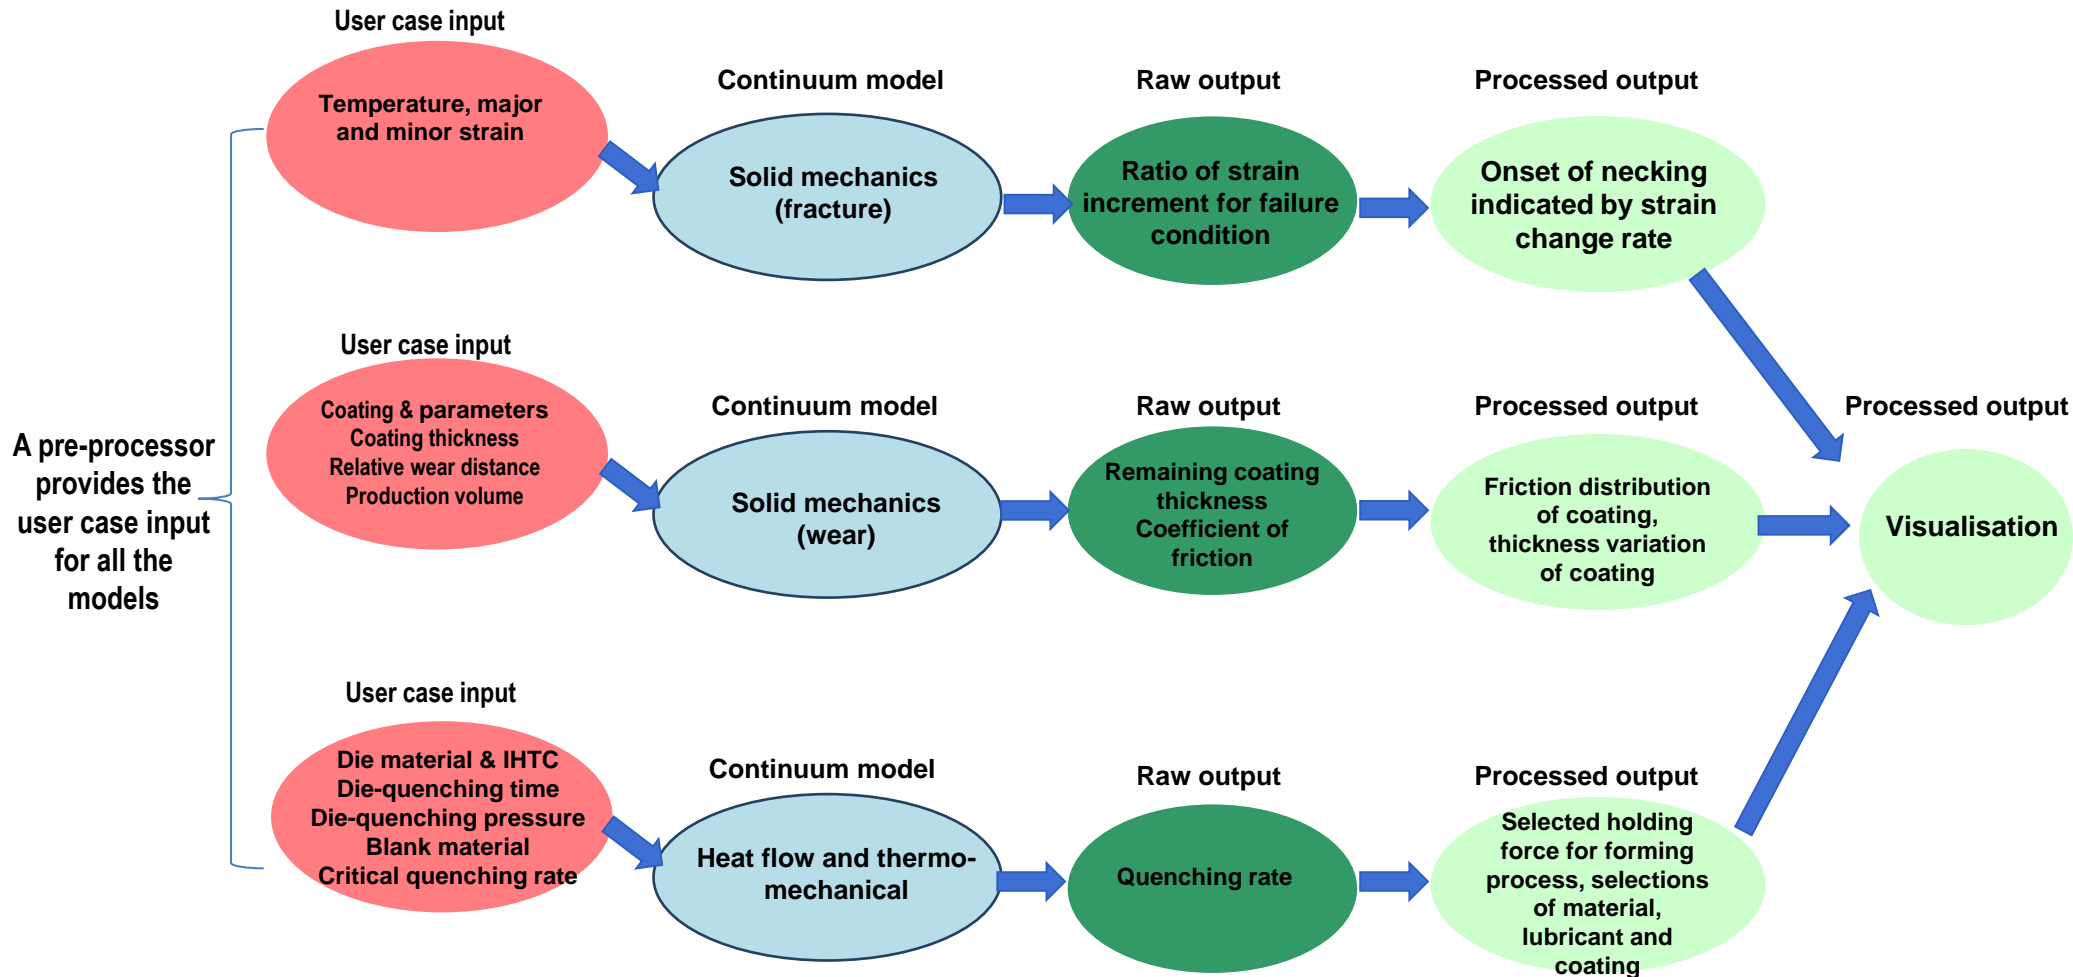 A pre-processor
provides the
user case input
for all the
models
User case input
Temperature, major
and minor strain
Continuum model
Solid mechanics
(fracture)
Raw output
Ratio of strain
increment for failure
condition
Processed output
Onset of necking
indicated by strain
change rate
User case input
Coating & parameters
Coating thickness
Relative wear distance
Production volume
Continuum model
Solid mechanics
(wear)
Raw output
Remaining coating
thickness
Coefficient of
friction
Processed output
Friction distribution
of coating,
thickness variation
of coating
Processed output
Visualisation
User case input
Die material & IHTC
Die-quenching time
Die-quenching pressure
Blank material
Critical quenching rate
Continuum model
Heat flow and thermo-
mechanical
Raw output
Quenching rate
Processed output
Selected holding
force for forming
process, selections
of material,
lubricant and
coating